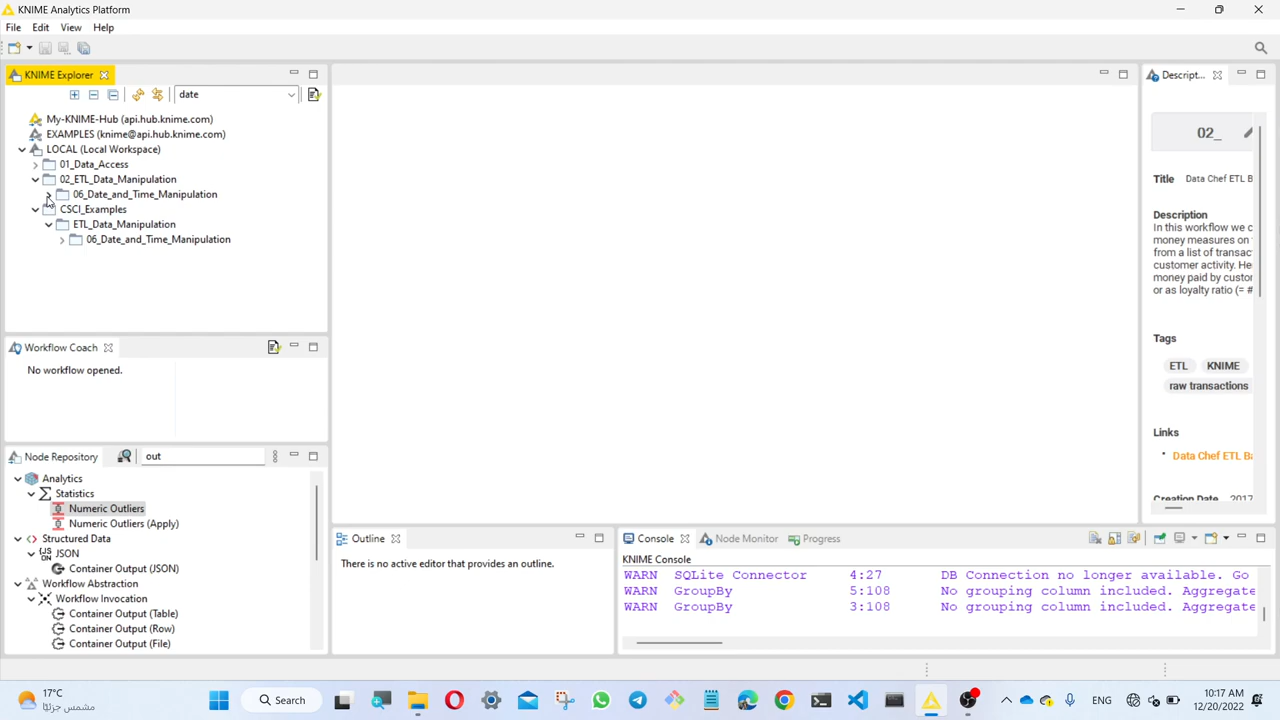 KNIME Analytics Platform
File Edit View Help
KNIME Explorer
date
My-KNIME-Hub (api.hub.knime.com)
EXAMPLES (knime@api.hub.knime.com)
LOCAL (Local Workspace)
01_Data_Access
02_ETL_Data_Manipulation
06_Date_and_Time_Manipulation
CSCI_Examples
ETL_Data_Manipulation
06_Date_and_Time_Manipulation
Workflow Coach
No workflow opened.
Node Repository
out
Analytics
Statistics
Numeric Outliers
Numeric Outliers (Apply)
Structured Data
JSON
Container Output (JSON)
Workflow Abstraction
Workflow Invocation
Container Output (Table)
Container Output (Row)
Container Output (File)
Outline
There is no active editor that provides an outline.
Console Node Monitor Progress
KNIME Console
WARN SQLite Connector 4:27 DB Connection no longer available. Go
WARN GroupBy 5:108 No grouping column included. Aggregate
WARN GroupBy 3:108 No grouping column included. Aggregate
Descript...
02_
Title Data Chef ETL B
Description
In this workflow we c
money measures on
from a list of transac
customer activity. He
money paid by custor
or as loyalty ratio (= #
Tags
ETL KNIME
raw transactions
Links
• Data Chef ETL Ba
Creation Date 2017
17°C
مشمس جزئيًا
Search
ENG
10:17 AM
12/20/2022